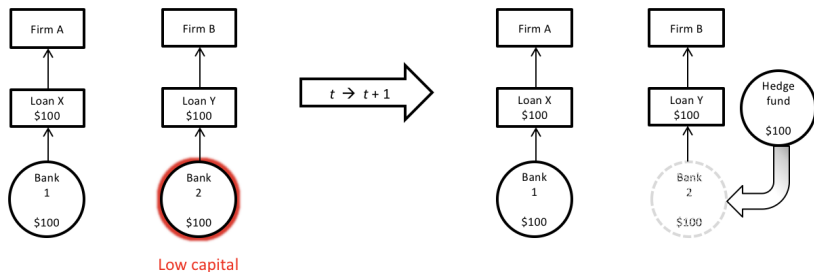 Firm A
Firm B
Loan X
$100
Loan Y
$100
Bank
1
$100
Bank
2
$100
Low capital
t → t + 1
Firm A
Firm B
Loan X
$100
Loan Y
$100
Hedge
fund
$100
Bank
1
$100
Bank
2
$100